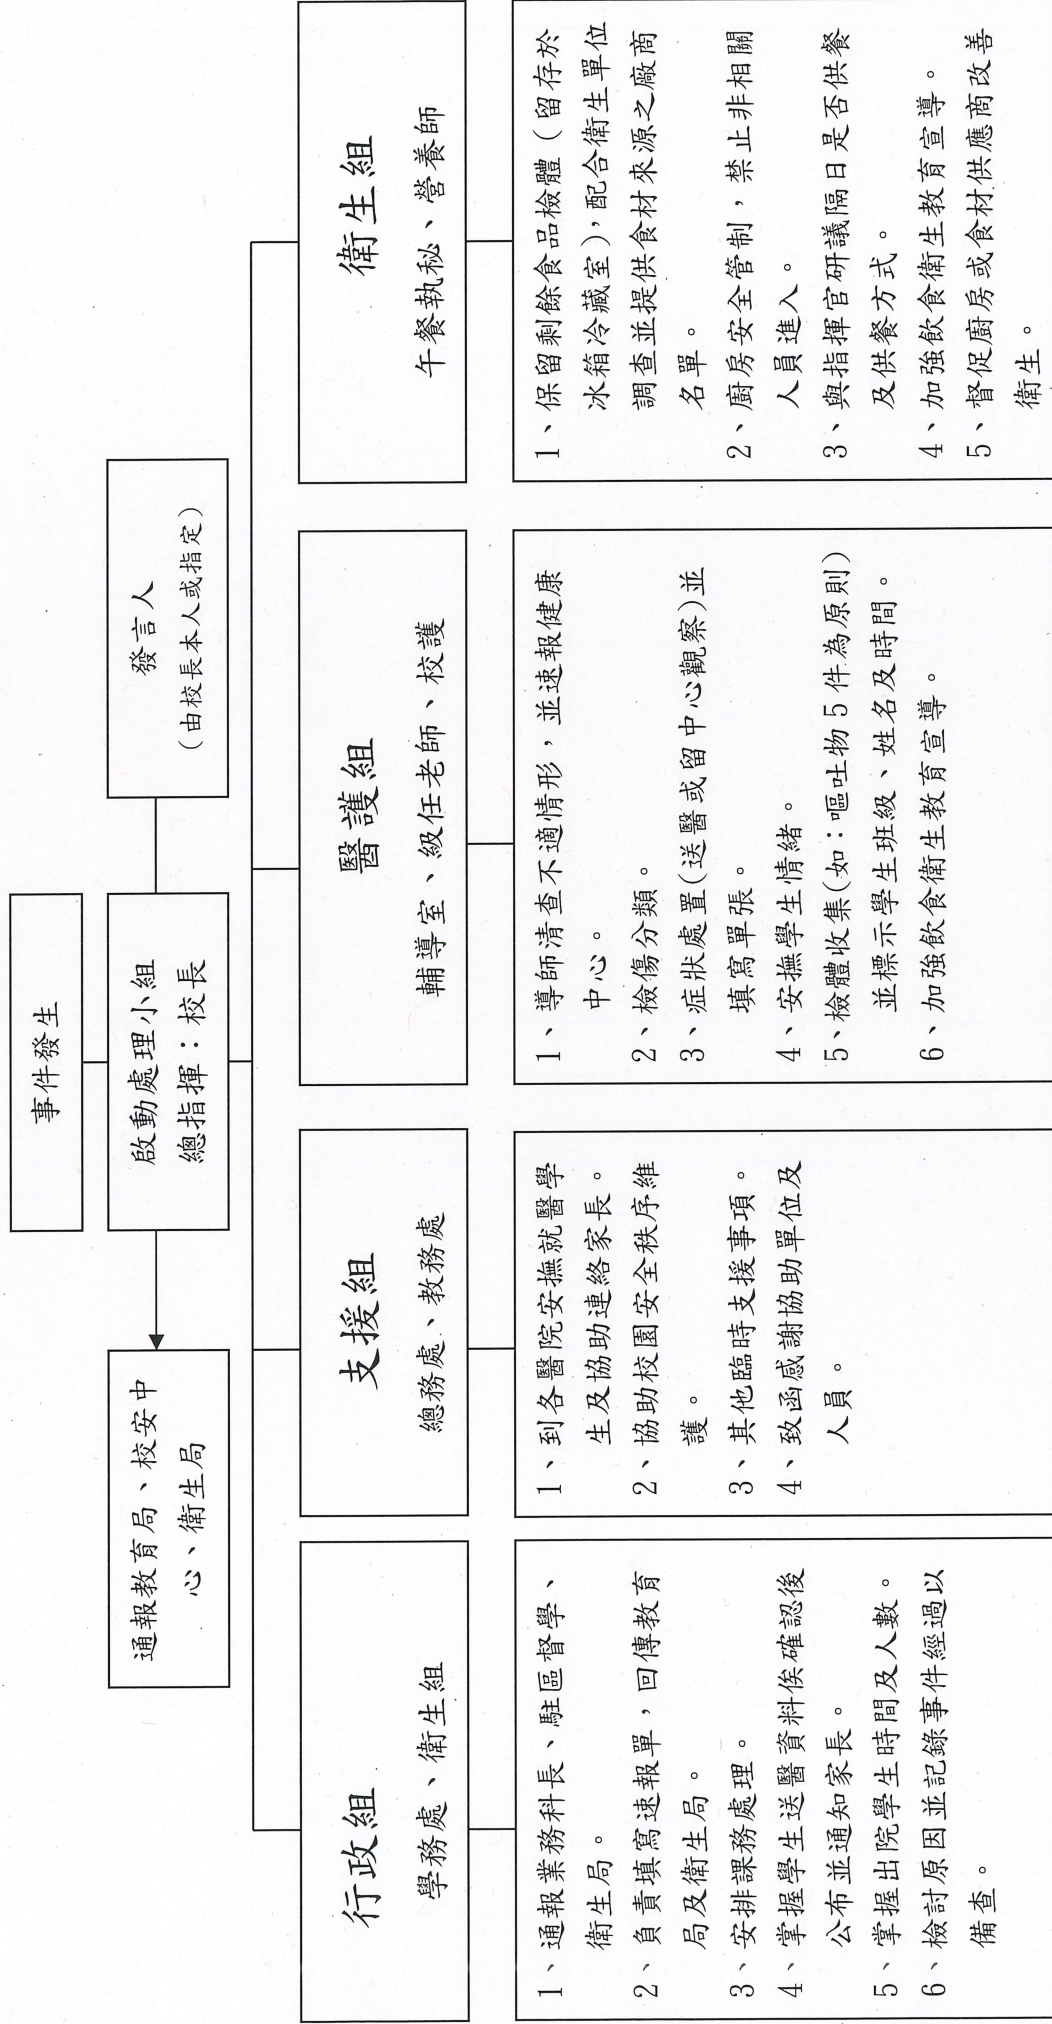 事件發生
啟動處理小組
總指揮：校長
通報教育局、校安中
心、衛生局
發言人
（由校長本人或指定）
行政組
學務處、衛生組
1、通報業務科長、駐區督學、
衛生局。
2、負責填寫速報單，回傳教育
局及衛生局。
3、安排課務處理。
4、掌握學生送醫資料俟確認後
公布並通知家長。
5、掌握出院學生時間及人數。
6、檢討原因並記錄事件經過以
備查。
支援組
總務處、教務處
1、到各醫院安撫就醫學
生及協助連絡家長。
2、協助校園安全秩序維
護。
3、其他臨時支援事項。
4、致函感謝協助單位及
人員。
醫護組
輔導室、級任老師、校護
1、導師清查不適情形，並速報健康
中心。
2、檢傷分類。
3、症狀處置(送醫或留中心觀察)並
填寫單張。
4、安撫學生情緒。
5、檢體收集(如：嘔吐物5件為原則)
並標示學生班級、姓名及時間。
6、加強飲食衛生教育宣導。
衛生組
午餐執秘、營養師
1、保留剩餘食品檢體（留存於
冰箱冷藏室），配合衛生單位
調查並提供食材來源之廠商
名單。
2、廚房安全管制，禁止非相關
人員進入。
3、與指揮官研議隔日是否供餐
及供餐方式。
4、加強飲食衛生教育宣導。
5、督促廚房或食材供應商改善
衛生。